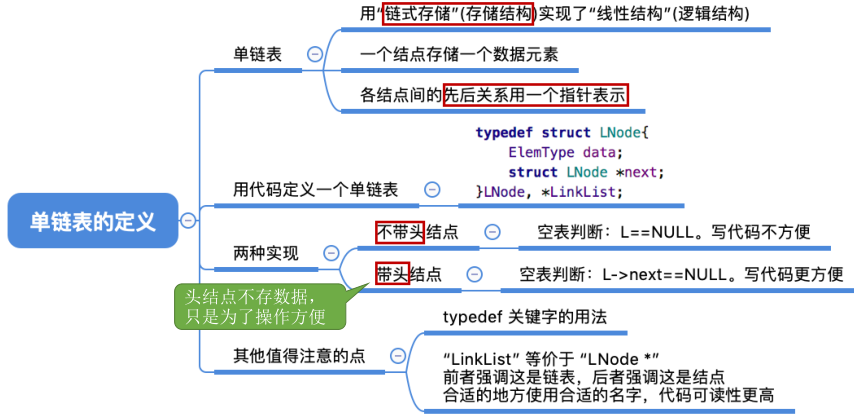 单链表的定义
单链表
用“链式存储”(存储结构)实现了“线性结构”(逻辑结构)
一个结点存储一个数据元素
各结点间的先后关系用一个指针表示
用代码定义一个单链表
typedef struct LNode{
ElemType data;
struct LNode *next;
}LNode, *LinkList;
两种实现
不带头结点
空表判断：L==NULL。写代码不方便
带头结点
空表判断：L->next==NULL。写代码更方便
头结点不存数据，
只是为了操作方便
其他值得注意的点
typedef 关键字的用法
“LinkList” 等价于 “LNode *”
前者强调这是链表，后者强调这是结点
合适的地方使用合适的名字，代码可读性更高